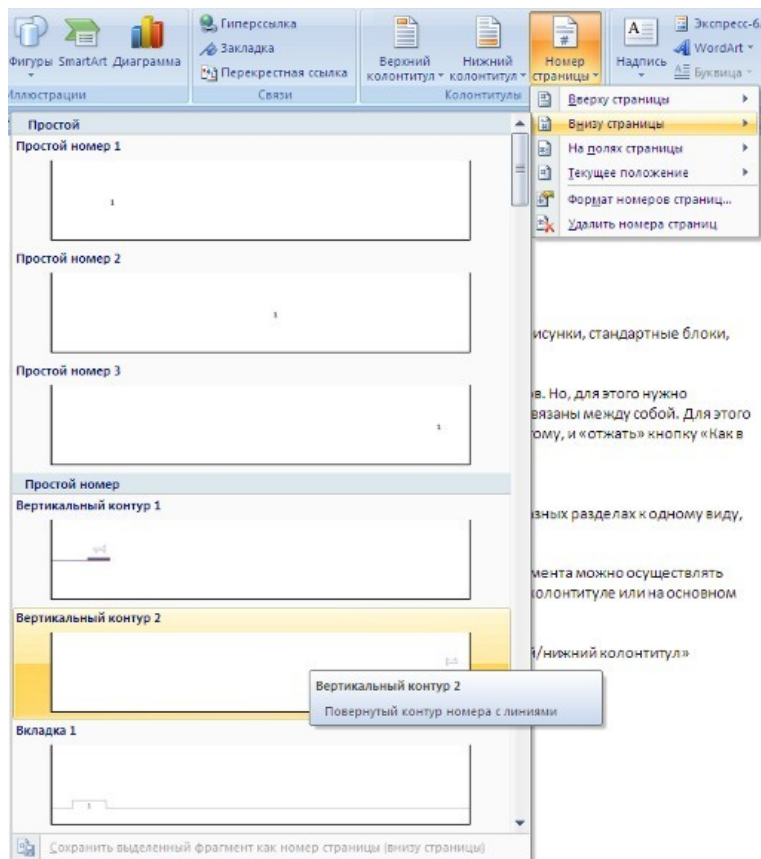 Фигуры SmartArt Диаграмма
Гиперссылка
Закладка
Перекрестная ссылка
Верхний колонтитул
Нижний колонтитул
Номер страницы
Надпись
Экспресс-б
WordArt
Буквица
Иллюстрации
Связи
Колонтитулы
Вверху страницы
Внизу страницы
На полях страницы
Текущее положение
Формат номеров страниц...
Удалить номера страниц
Простой
Простой номер 1
1
Простой номер 2
1
Простой номер 3
1
Простой номер
Вертикальный контур 1
Вертикальный контур 2
Вертикальный контур 2
Повернутый контур номера с линиями
Вкладка 1
1
Сохранить выделенный фрагмент как номер страницы (внизу страницы)
исунки, стандартные блоки,
в. Но, для этого нужно
вязаны между собой. Для этого
ому, и «отжать» кнопку «Как в
азных разделах к одному виду,
мента можно осуществлять
колонтитуле или на основном
й/нижний колонтитул»